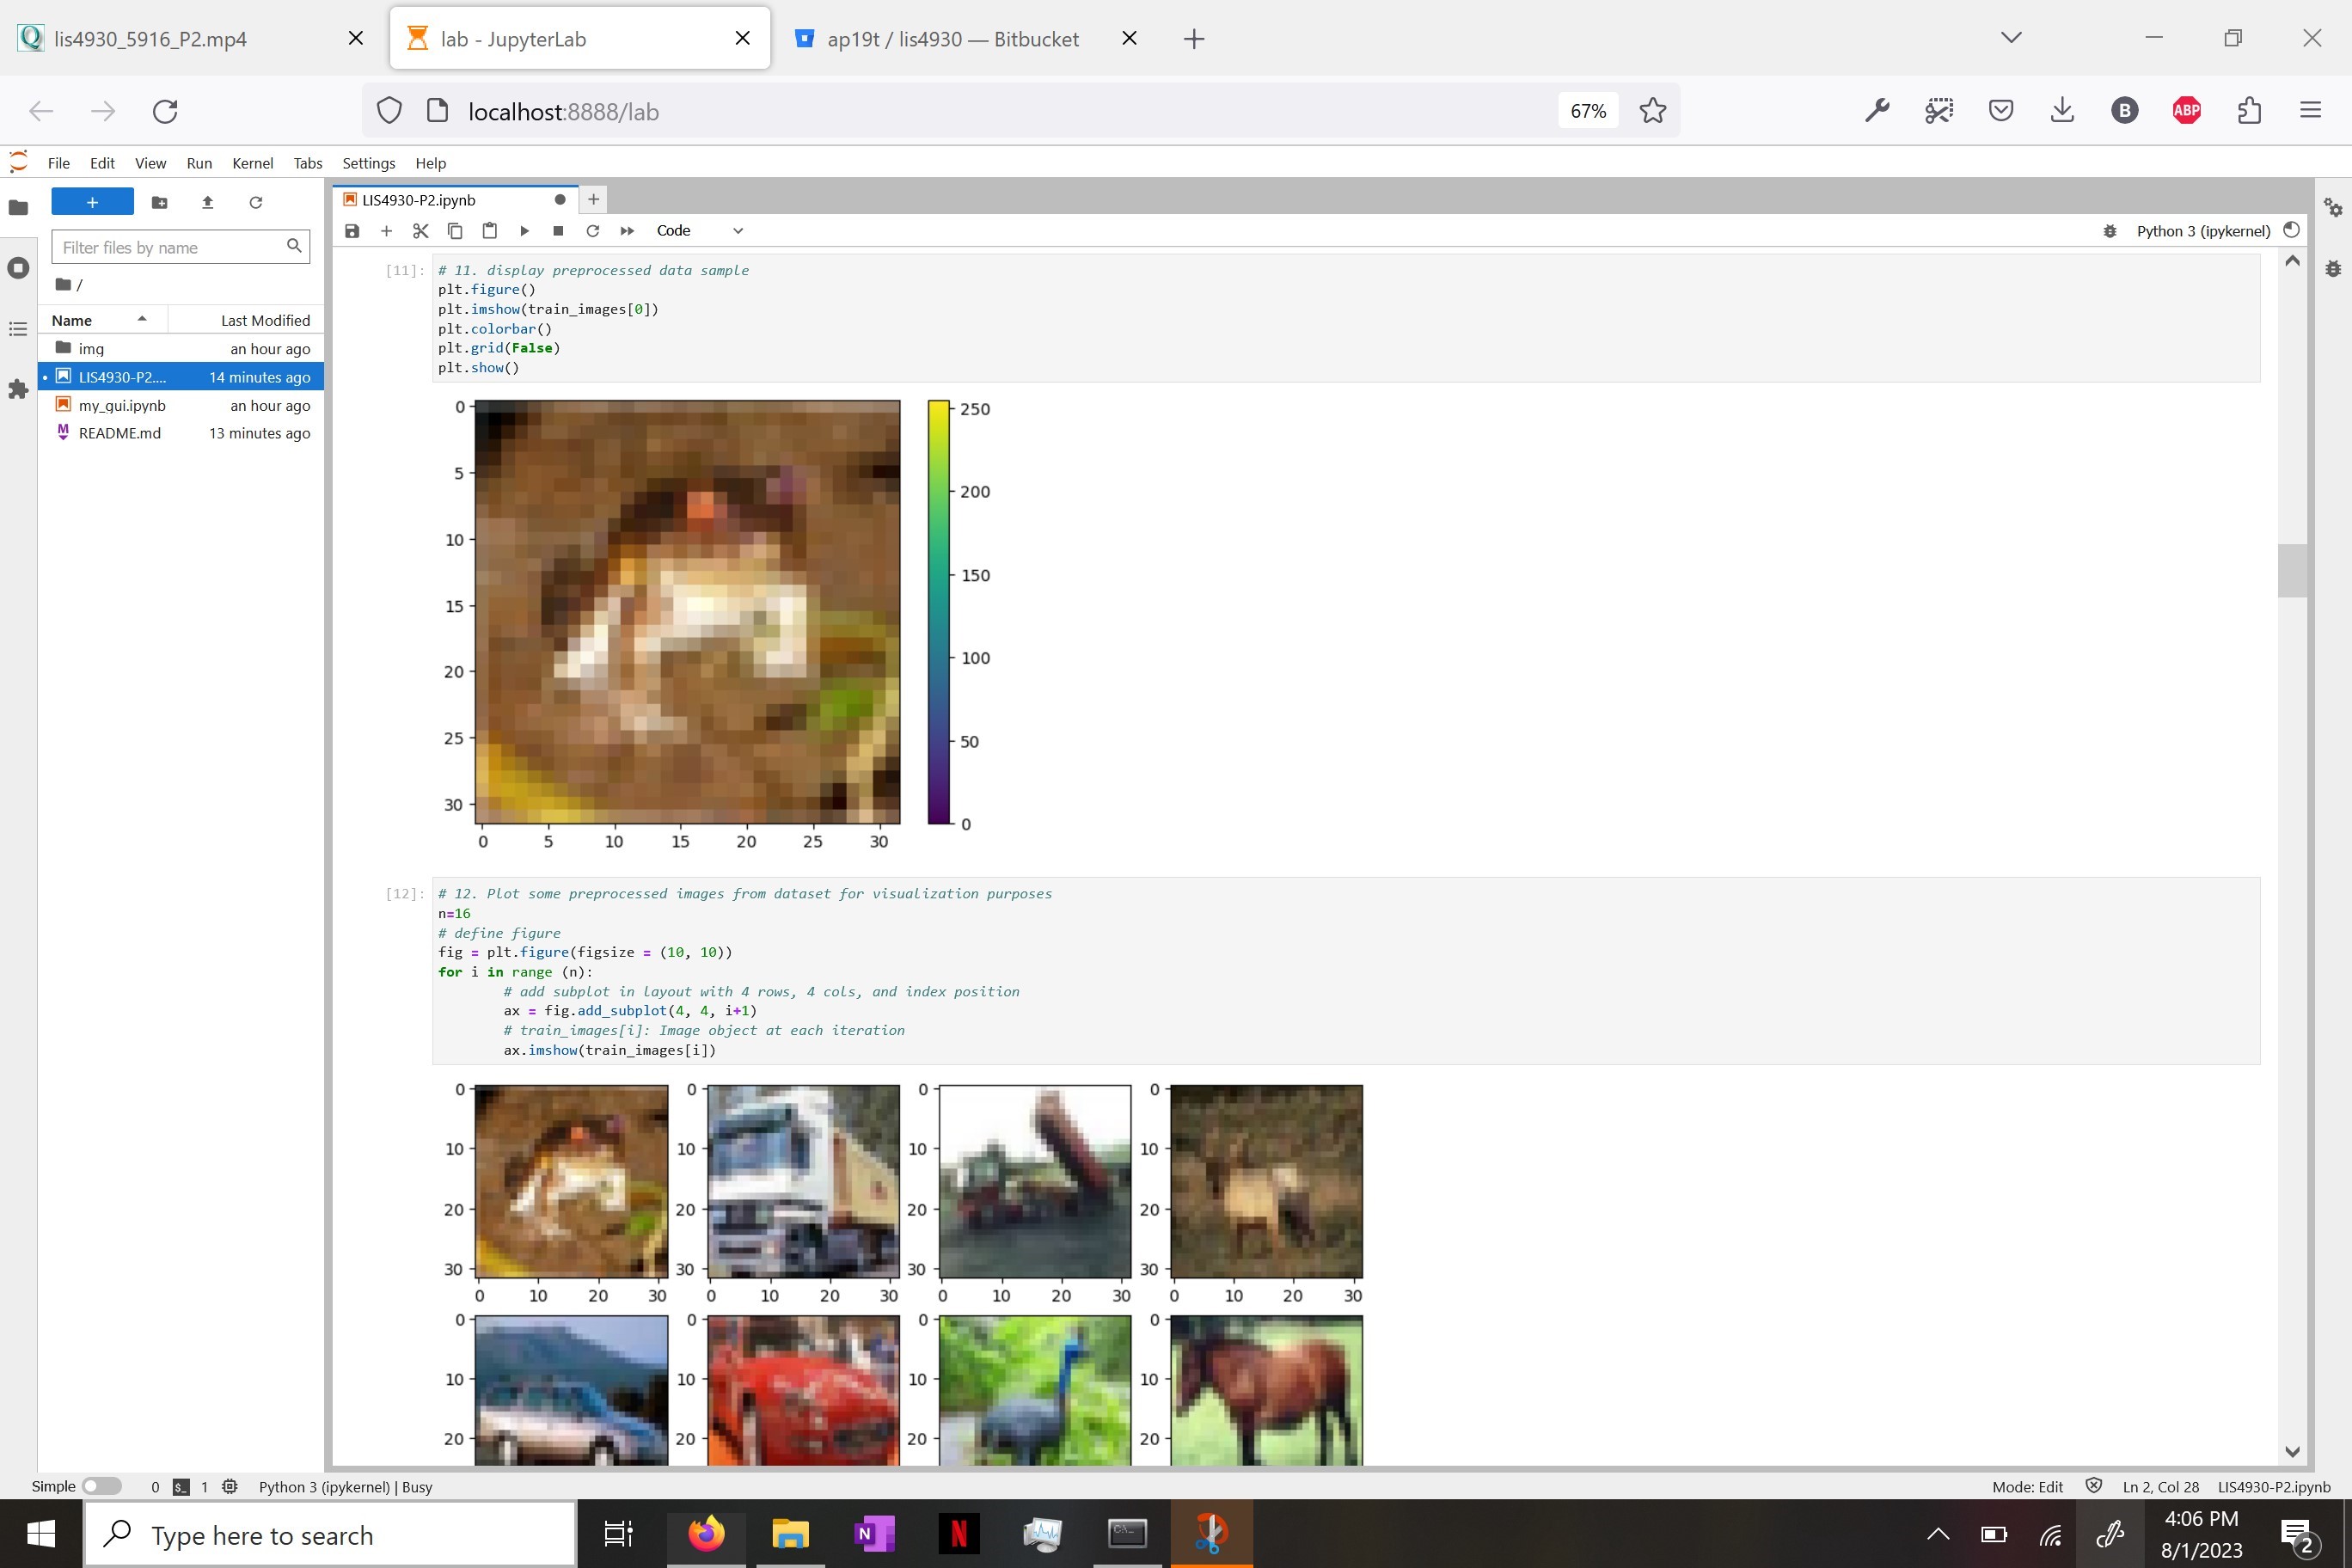 lis4930_5916_P2.mp4
lab - JupyterLab
ap19t / lis4930 — Bitbucket
localhost:8888/lab
67%
B
ABP
File Edit View Run Kernel Tabs Settings Help
LIS4930-P2.ipynb
Code
Python 3 (ipykernel)
Filter files by name
/
Name Last Modified
img an hour ago
LIS4930-P2.... 14 minutes ago
my_gui.ipynb an hour ago
README.md 13 minutes ago
[11]:
# 11. display preprocessed data sample
plt.figure()
plt.imshow(train_images[0])
plt.colorbar()
plt.grid(False)
plt.show()
0
5
10
15
20
25
30
0 5 10 15 20 25 30
250
200
150
100
50
0
[12]:
# 12. Plot some preprocessed images from dataset for visualization purposes
n=16
# define figure
fig = plt.figure(figsize = (10, 10))
for i in range (n):
# add subplot in layout with 4 rows, 4 cols, and index position
ax = fig.add_subplot(4, 4, i+1)
# train_images[i]: Image object at each iteration
ax.imshow(train_images[i])
0 0 0 0
10 10 10 10
20 20 20 20
30 30 30 30
0 10 20 30 0 10 20 30 0 10 20 30 0 10 20 30
0 0 0 0
10 10 10 10
20 20 20 20
Simple 0 1 Python 3 (ipykernel) | Busy
Mode: Edit Ln 2, Col 28 LIS4930-P2.ipynb
Type here to search
N
N
4:06 PM
8/1/2023
2